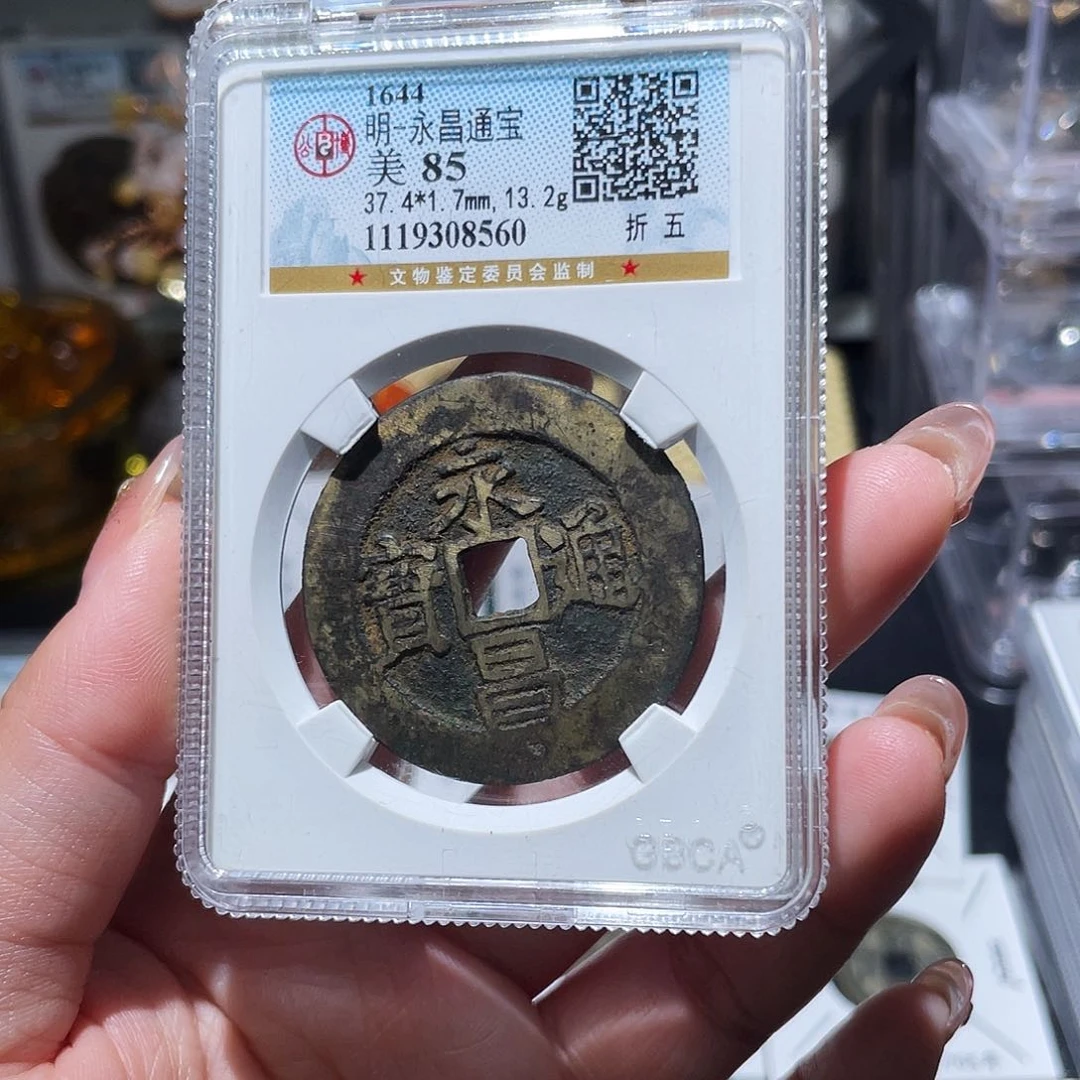 1644
明-永昌通宝
美 85
37.4*1.7mm,13.2g
1119308560
折五
★ 文物鉴定委员会监制 ★
永
寳 通
昌
GBCA